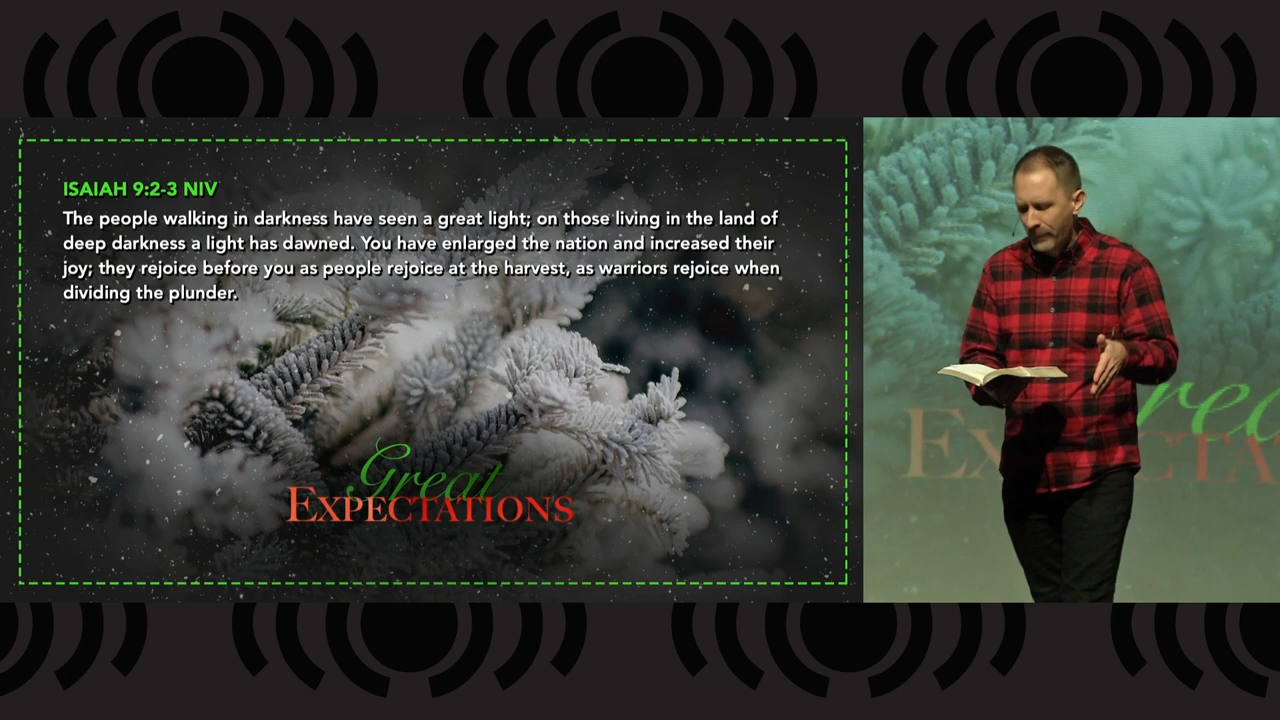 ISAIAH 9:2-3 NIV
The people walking in darkness have seen a great light; on those living in the land of
deep darkness a light has dawned. You have enlarged the nation and increased their
joy; they rejoice before you as people rejoice at the harvest, as warriors rejoice when
dividing the plunder.
Great
EXPECTATIONS